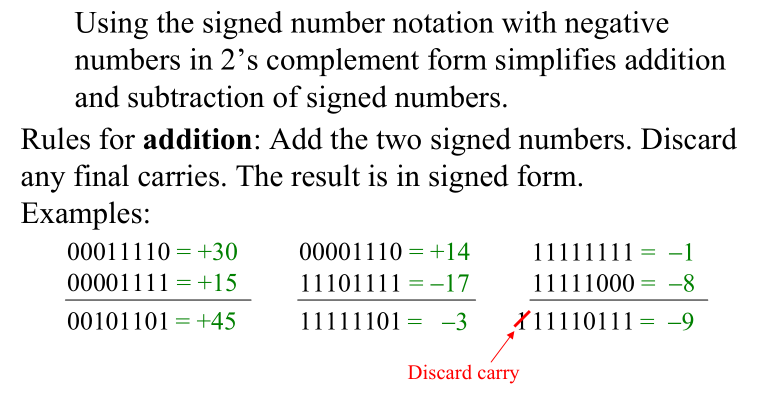 Using the signed number notation with negative
numbers in 2’s complement form simplifies addition
and subtraction of signed numbers.
Rules for addition: Add the two signed numbers. Discard
any final carries. The result is in signed form.
Examples:
00011110 = +30 00001110 = +14 11111111 = –1
00001111 = +15 11101111 = –17 11111000 = –8
00101101 = +45 11111101 = –3 1 11110111 = –9
Discard carry